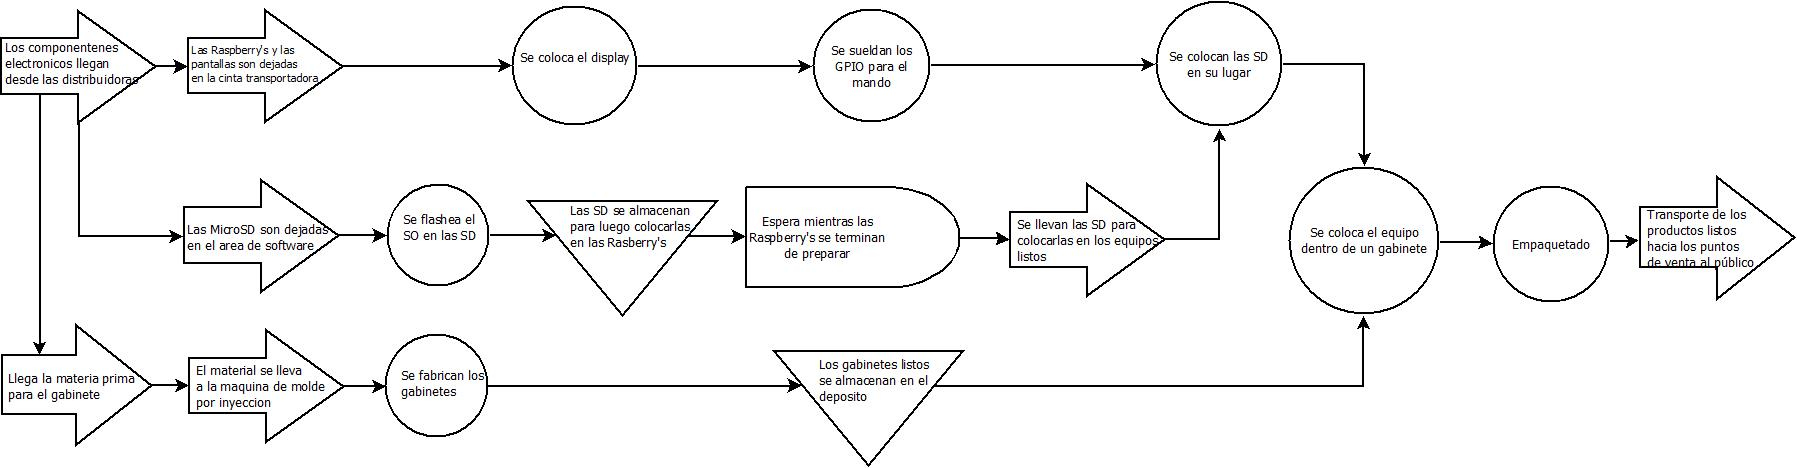 Los componentenes
electronicos llegan
desde las distribuidoras
Las Raspberry's y las
pantallas son dejadas
en la cinta transportadora
Se coloca el display
Se sueldan los
GPIO para el
mando
Se colocan las SD
en su lugar
Las MicroSD son dejadas
en el area de software
Se flashea el
SO en las SD
Las SD se almacenan
para luego colocarlas
en las Rasberry's
Espera mientras las
Raspberry's se terminan
de preparar
Se llevan las SD para
colocarlas en los equipos
listos
Se coloca el equipo
dentro de un gabinete
Empaquetado
Transporte de los
productos listos
hacia los puntos
de venta al público
Llega la materia prima
para el gabinete
El material se lleva
a la maquina de molde
por inyeccion
Se fabrican los
gabinetes
Los gabinetes listos
se almacenan en el
deposito